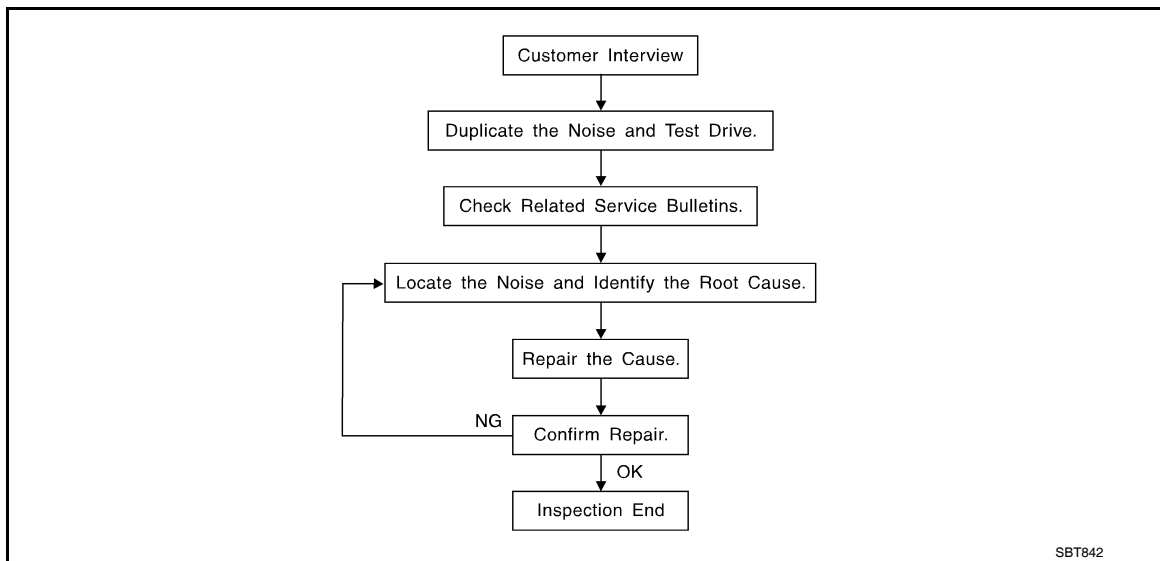 Customer Interview
Duplicate the Noise and Test Drive.
Check Related Service Bulletins.
Locate the Noise and Identify the Root Cause.
Repair the Cause.
NG
Confirm Repair.
OK
Inspection End
SBT842